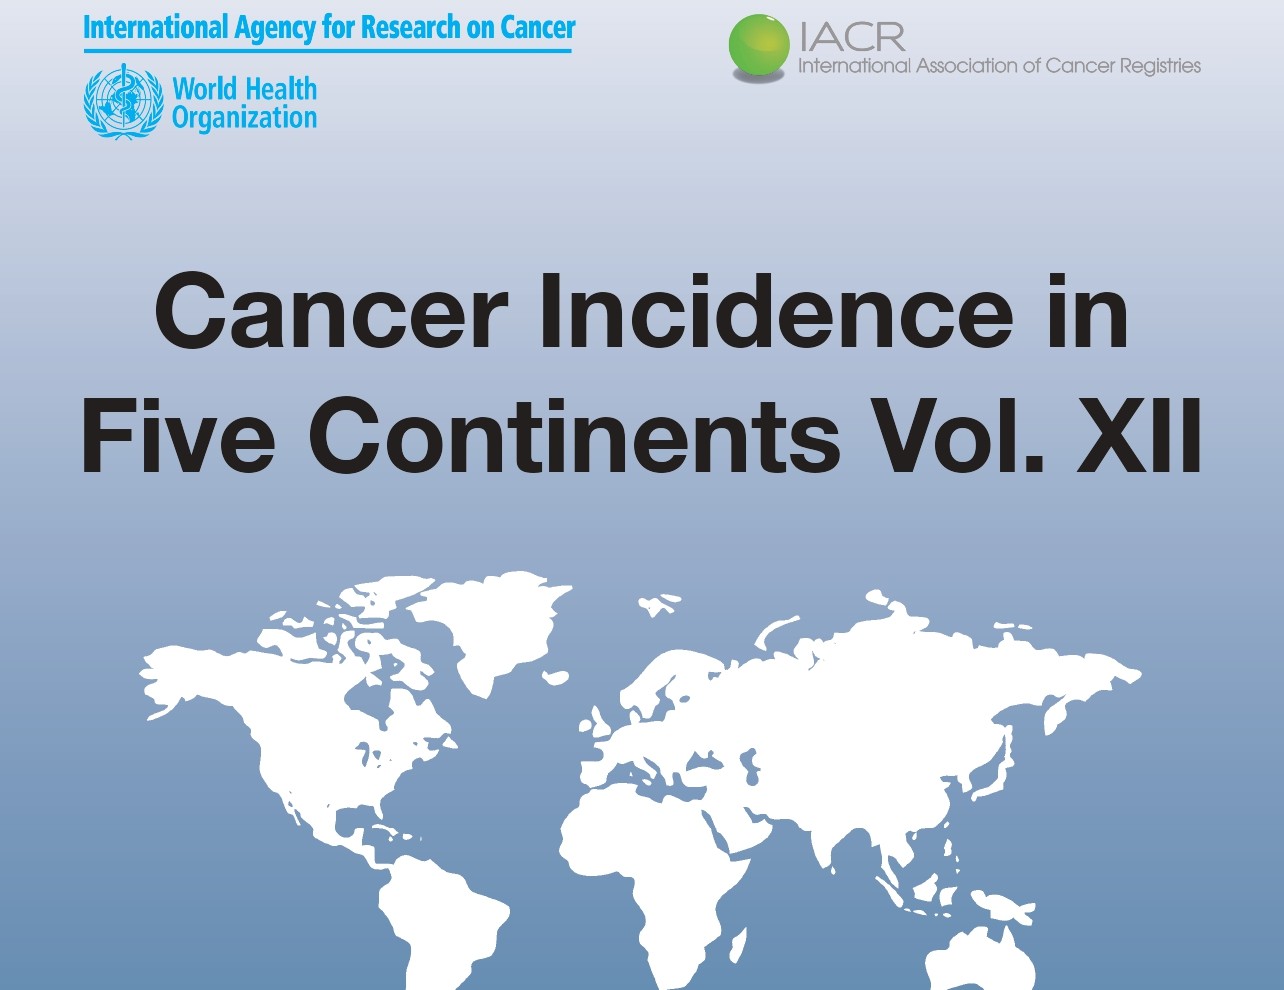 International Agency for Research on Cancer
World Health
Organization
IACR
International Association of Cancer Registries
Cancer Incidence in
Five Continents Vol. XII